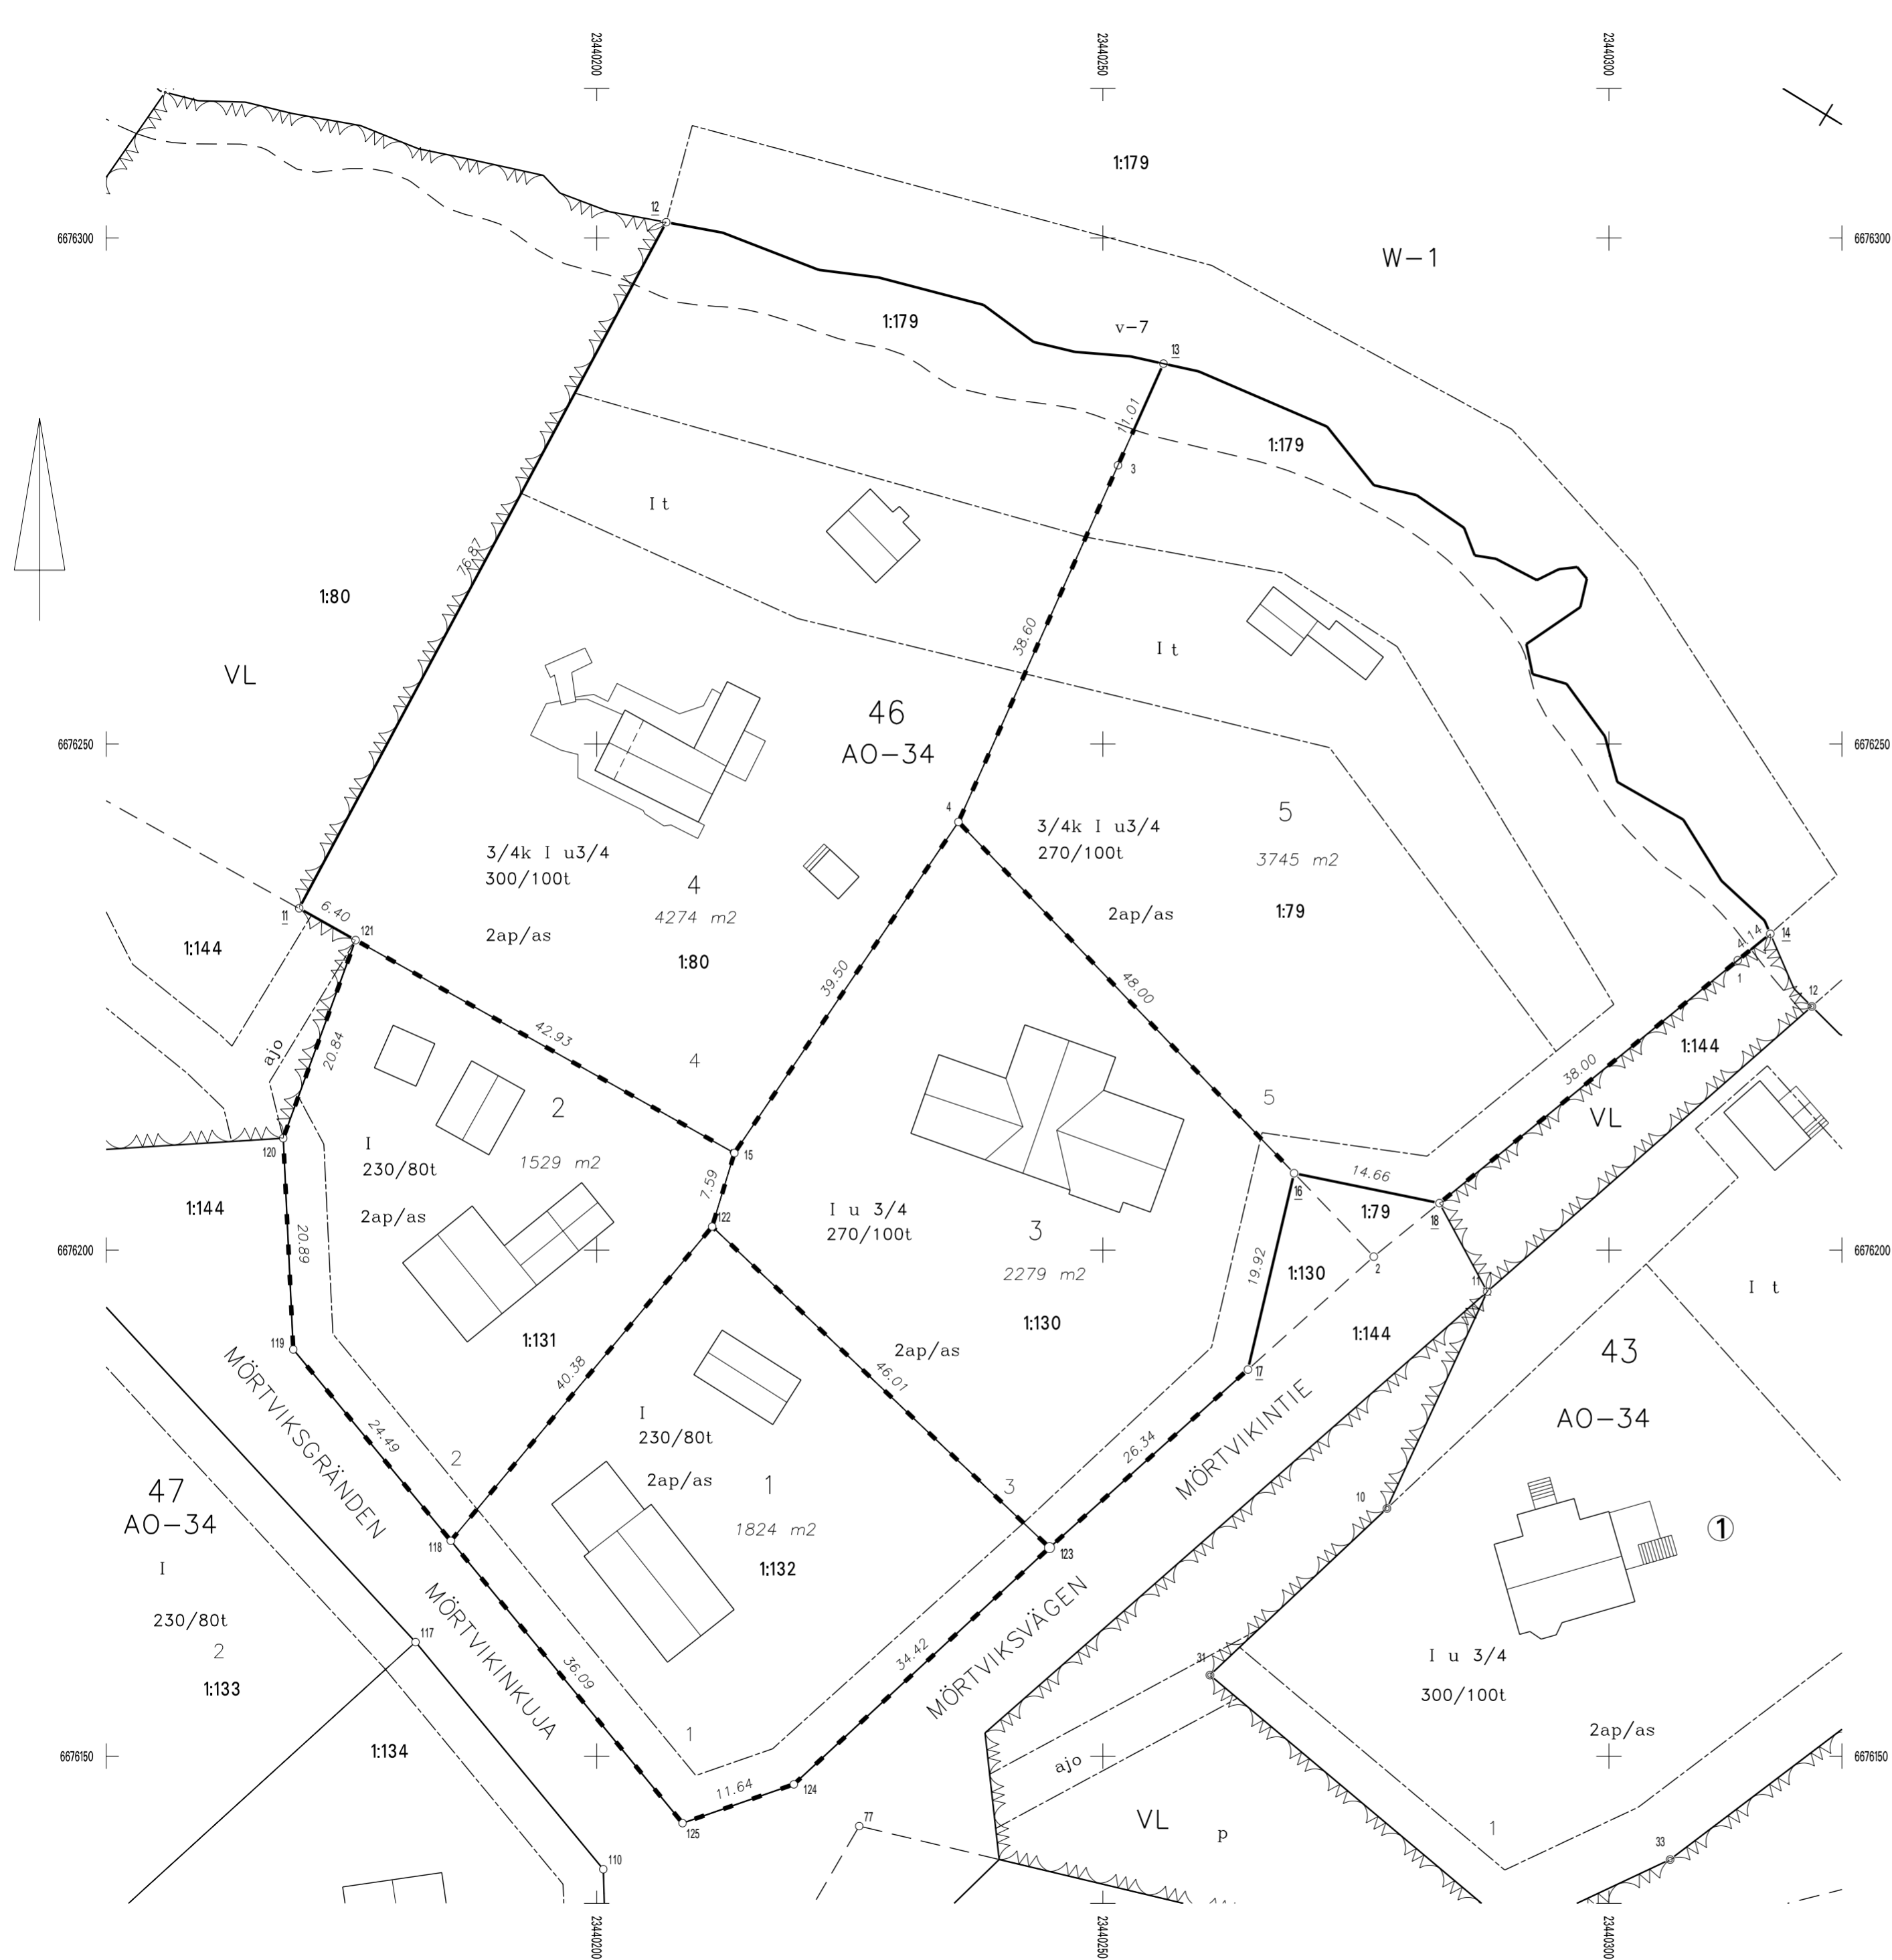 23440200
23440250
23440300
1:179
12
6676300
6676300
W-1
1:179
v-7
13
11.01
1:179
3
I t
76.87
1:80
38.60
I t
VL
46
AO-34
6676250
6676250
4
5
3/4k I u3/4
270/100t
3745 m2
3/4k I u3/4
300/100t
4
4274 m2
2ap/as
1:79
2ap/as
11
6.40
121
1:144
1:80
39.50
48.00
4.14
14
1
12
42.93
20.84
ajo
4
1:144
38.00
5
2
VL
I
230/80t
1529 m2
120
15
7.59
14.66
16
1:144
2ap/as
122
I u 3/4
270/100t
3
1:79
18
20.89
6676200
19.92
2
6676200
2279 m2
1:130
11
I t
1:130
1:131
119
1:144
43
MÖRTVIKSGRÄNDEN
40.38
2ap/as
46.01
17
AO-34
24.49
2
I
230/80t
26.34
MÖRTVIKINTIE
2ap/as
1
3
10
47
AO-34
1824 m2
1
118
123
I
1:132
230/80t
2
MÖRTVIKINKUJA
MÖRTVIKSVÄGEN
117
34.42
31
I u 3/4
300/100t
36.09
1:133
1
2ap/as
1:134
6676150
ajo
6676150
11.64
124
125
77
VL
p
1
33
110
23440200
23440250
23440300